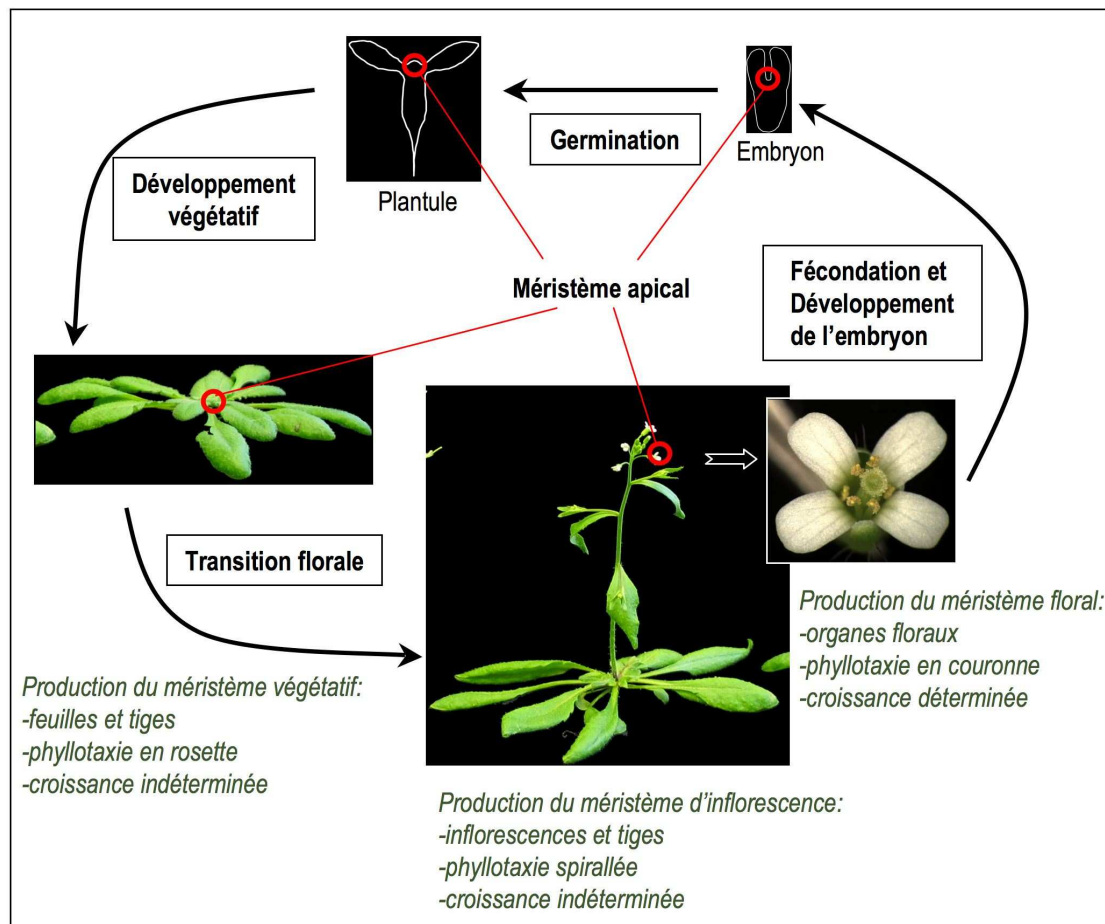 Germination
Embryon
Plantule
Développement
végétatif
Méristème apical
Fécondation et
Développement
de l'embryon
Transition florale
Production du méristème végétatif:
-feuilles et tiges
-phyllotaxie en rosette
-croissance indéterminée
Production du méristème d'inflorescence:
-inflorescences et tiges
-phyllotaxie spirallée
-croissance indéterminée
Production du méristème floral:
-organes floraux
-phyllotaxie en couronne
-croissance déterminée